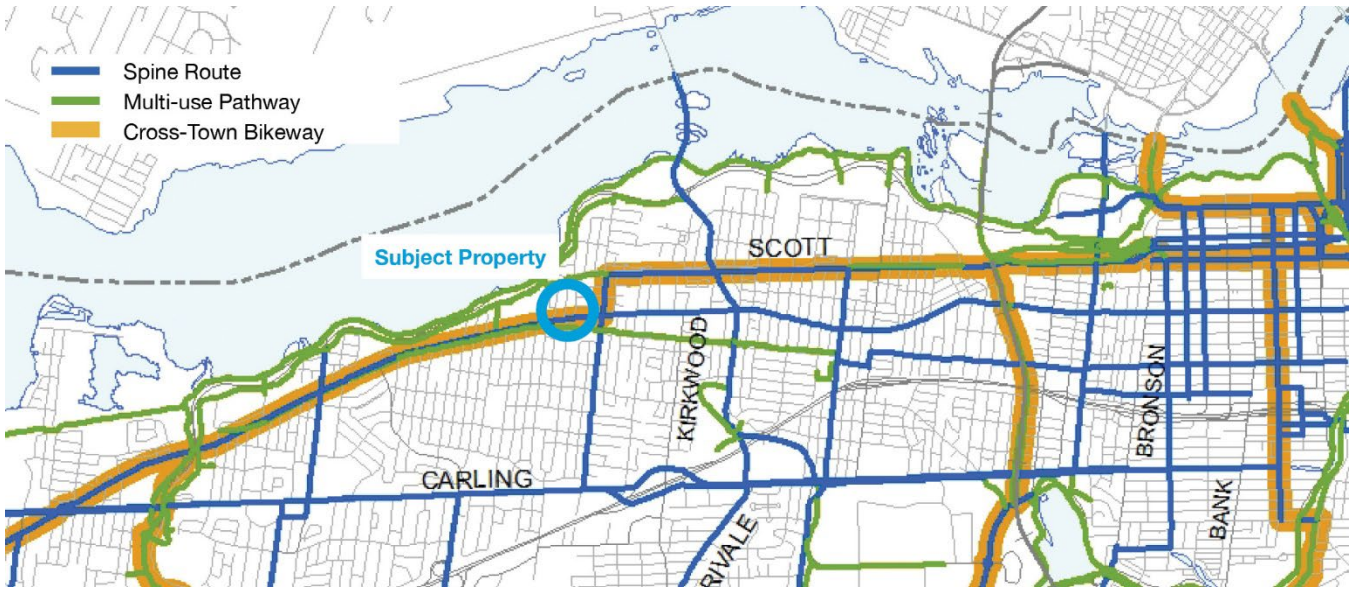 Spine Route
Multi-use Pathway
Cross-Town Bikeway
Subject Property
SCOTT
KIRKWOOD
BRONSON
CARLING
BANK
RIVALE